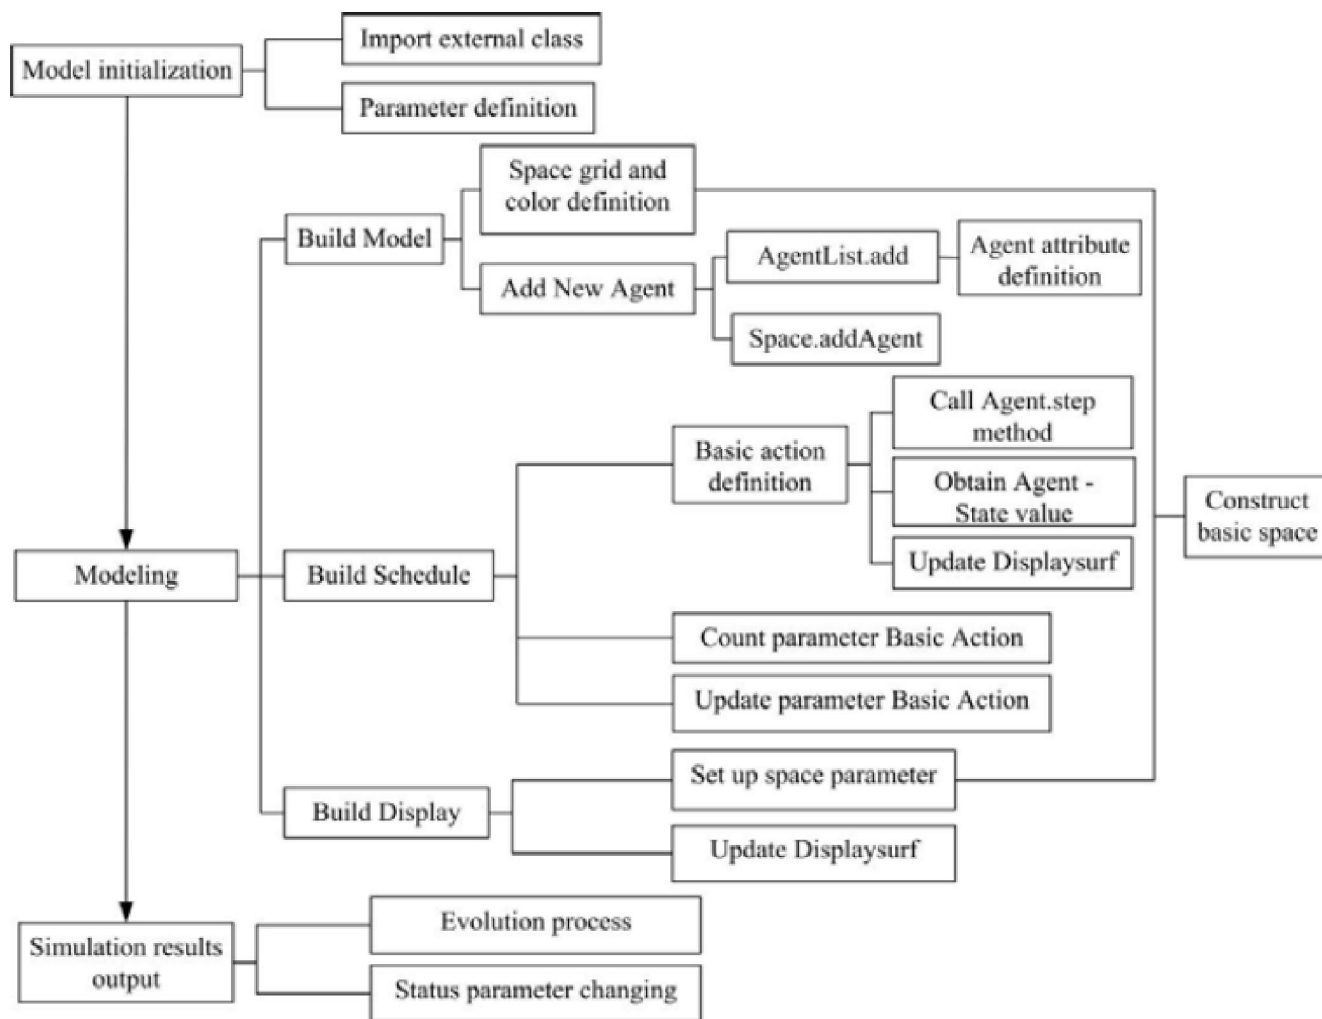 Model initialization
Import external class
Parameter definition
Build Model
Space grid and
color definition
Add New Agent
AgentList.add
Agent attribute
definition
Space.addAgent
Modeling
Build Schedule
Basic action
definition
Call Agent.step
method
Obtain Agent -
State value
Update Displaysurf
Construct
basic space
Count parameter Basic Action
Update parameter Basic Action
Build Display
Set up space parameter
Update Displaysurf
Simulation results
output
Evolution process
Status parameter changing